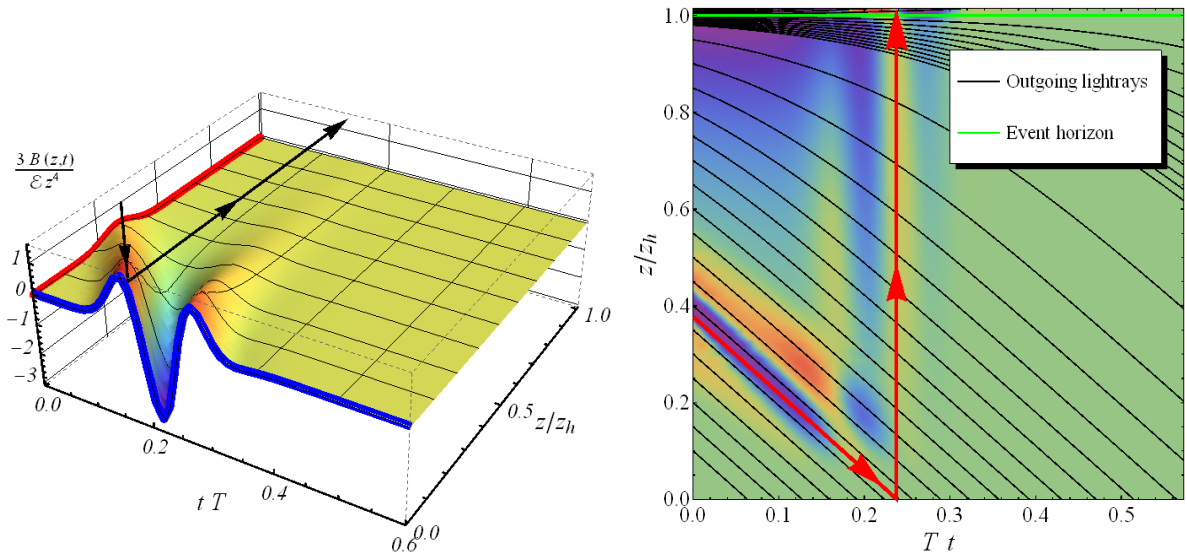 3 B (z,t)
ℰ z⁴
1
0
−1
−2
−3
0.0
0.2
0.4
0.6
t T
0.0
0.5
1.0
z/z_h
1.0
0.8
0.6
0.4
0.2
0.0
z/z_h
Outgoing lightrays
Event horizon
0.0 0.1 0.2 0.3 0.4 0.5
T t